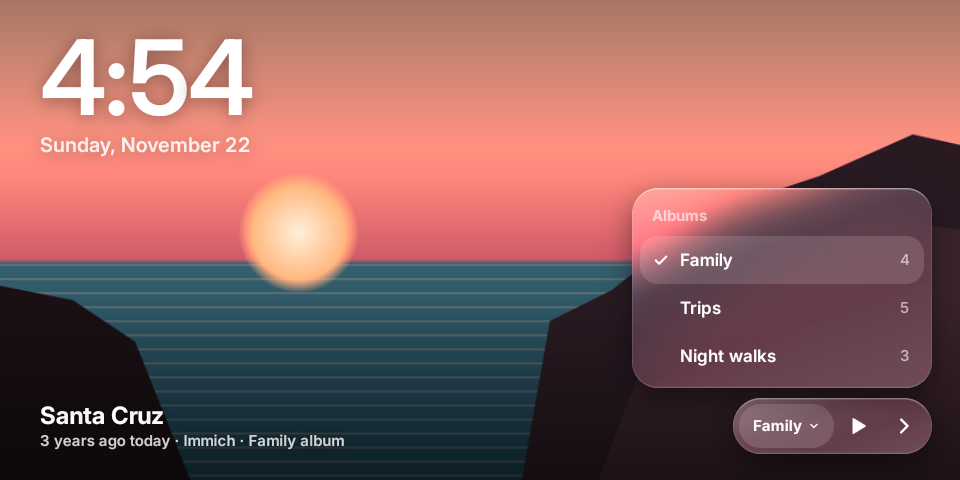 4:54
Sunday, November 22
Albums
Family 4
Trips 5
Night walks 3
Santa Cruz
3 years ago today · Immich · Family album
Family